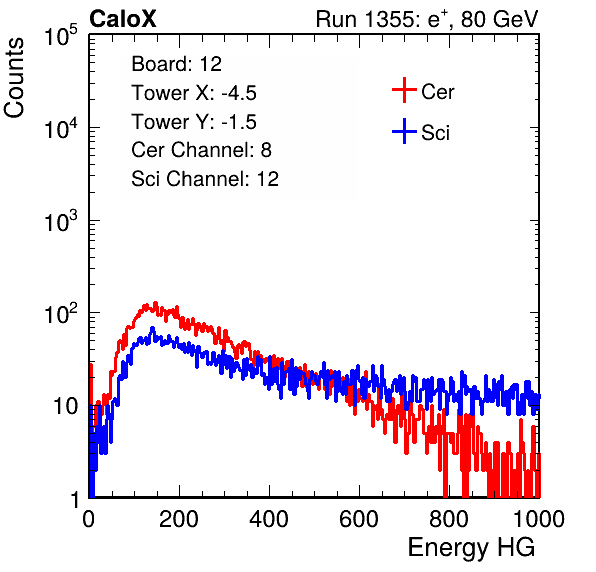 CaloX Run 1355: e⁺, 80 GeV
Counts
10⁵
10⁴
10³
10²
10
1
Board: 12
Tower X: -4.5
Tower Y: -1.5
Cer Channel: 8
Sci Channel: 12
Cer
Sci
0 200 400 600 800 1000
Energy HG